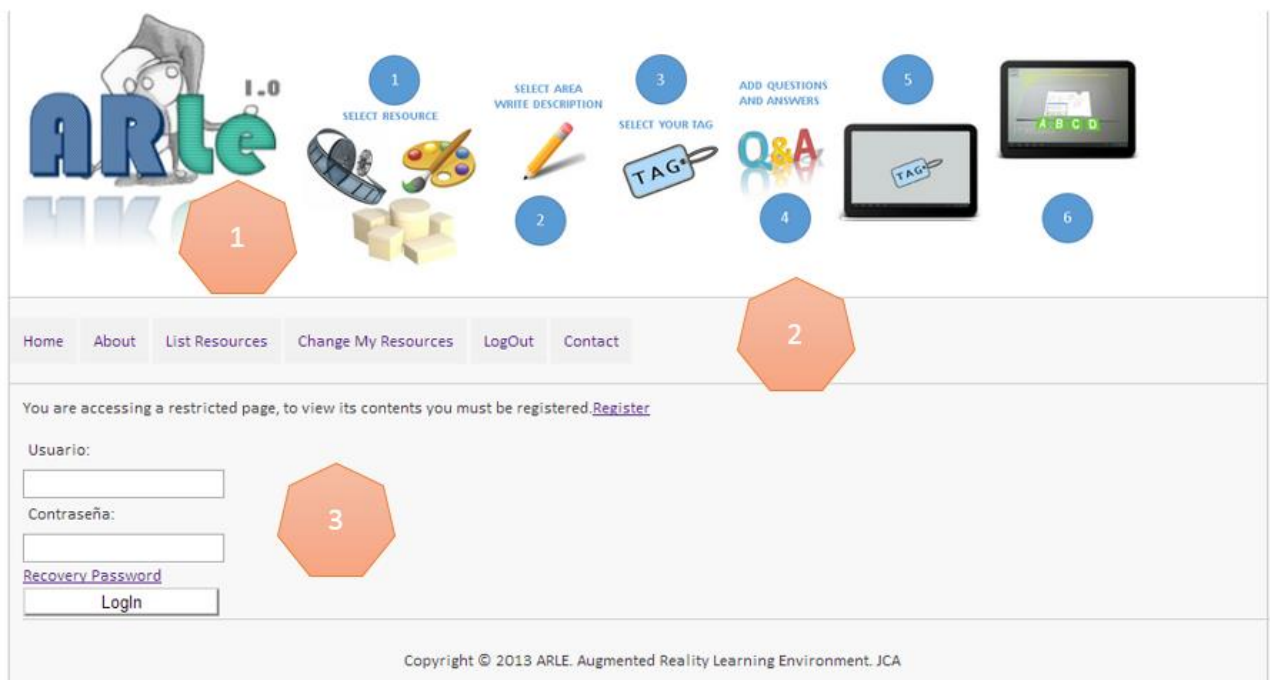 ARle 1.0
1
SELECT RESOURCE
SELECT AREA
WRITE DESCRIPTION
2
3
SELECT YOUR TAG
TAG
ADD QUESTIONS
AND ANSWERS
Q&A
4
5
TAG
A B C D
6
1
2
Home About List Resources Change My Resources LogOut Contact
You are accessing a restricted page, to view its contents you must be registered.Register
Usuario:
Contraseña:
3
Recovery Password
LogIn
Copyright © 2013 ARLE. Augmented Reality Learning Environment. JCA